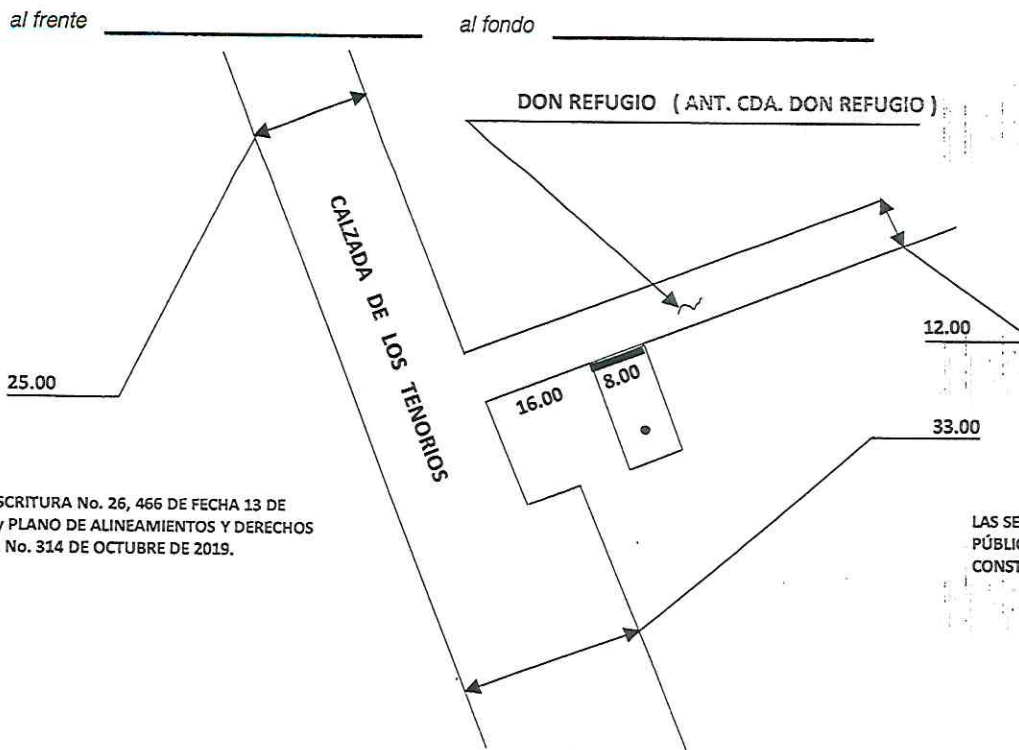 al frente
al fondo
DON REFUGIO ( ANT. CDA. DON REFUGIO )
CALZADA DE LOS TENORIOS
12.00
25.00
16.00
8.00
33.00
SCRITURA No. 26, 466 DE FECHA 13 DE
y PLANO DE ALINEAMIENTOS Y DERECHOS
No. 314 DE OCTUBRE DE 2019.
LAS SE
PÚBLIC
CONST